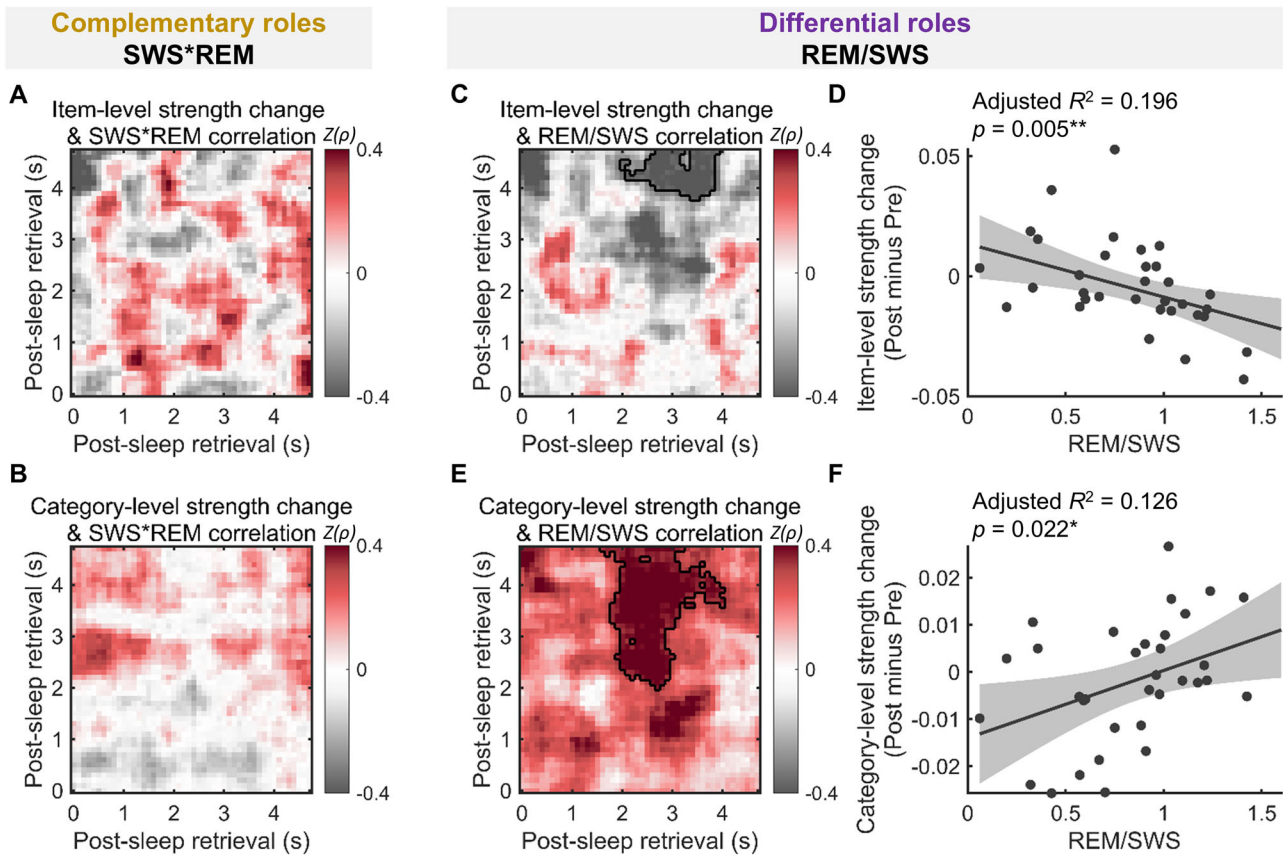 Complementary roles
SWS*REM
Differential roles
REM/SWS
A
Item-level strength change
& SWS*REM correlation Z(ρ)
0.4
0
-0.4
Post-sleep retrieval (s)
4
3
2
1
0
0 1 2 3 4
Post-sleep retrieval (s)
B
Category-level strength change
& SWS*REM correlation Z(ρ)
0.4
0
-0.4
Post-sleep retrieval (s)
4
3
2
1
0
0 1 2 3 4
Post-sleep retrieval (s)
C
Item-level strength change
& REM/SWS correlation Z(ρ)
0.4
0
-0.4
Post-sleep retrieval (s)
4
3
2
1
0
0 1 2 3 4
Post-sleep retrieval (s)
D
Adjusted R² = 0.196
p = 0.005**
Item-level strength change
(Post minus Pre)
0.05
0
-0.05
0 0.5 1 1.5
REM/SWS
E
Category-level strength change
& REM/SWS correlation Z(ρ)
0.4
0
-0.4
Post-sleep retrieval (s)
4
3
2
1
0
0 1 2 3 4
Post-sleep retrieval (s)
F
Adjusted R² = 0.126
p = 0.022*
Category-level strength change
(Post minus Pre)
0.02
0.01
0
-0.01
-0.02
0 0.5 1 1.5
REM/SWS